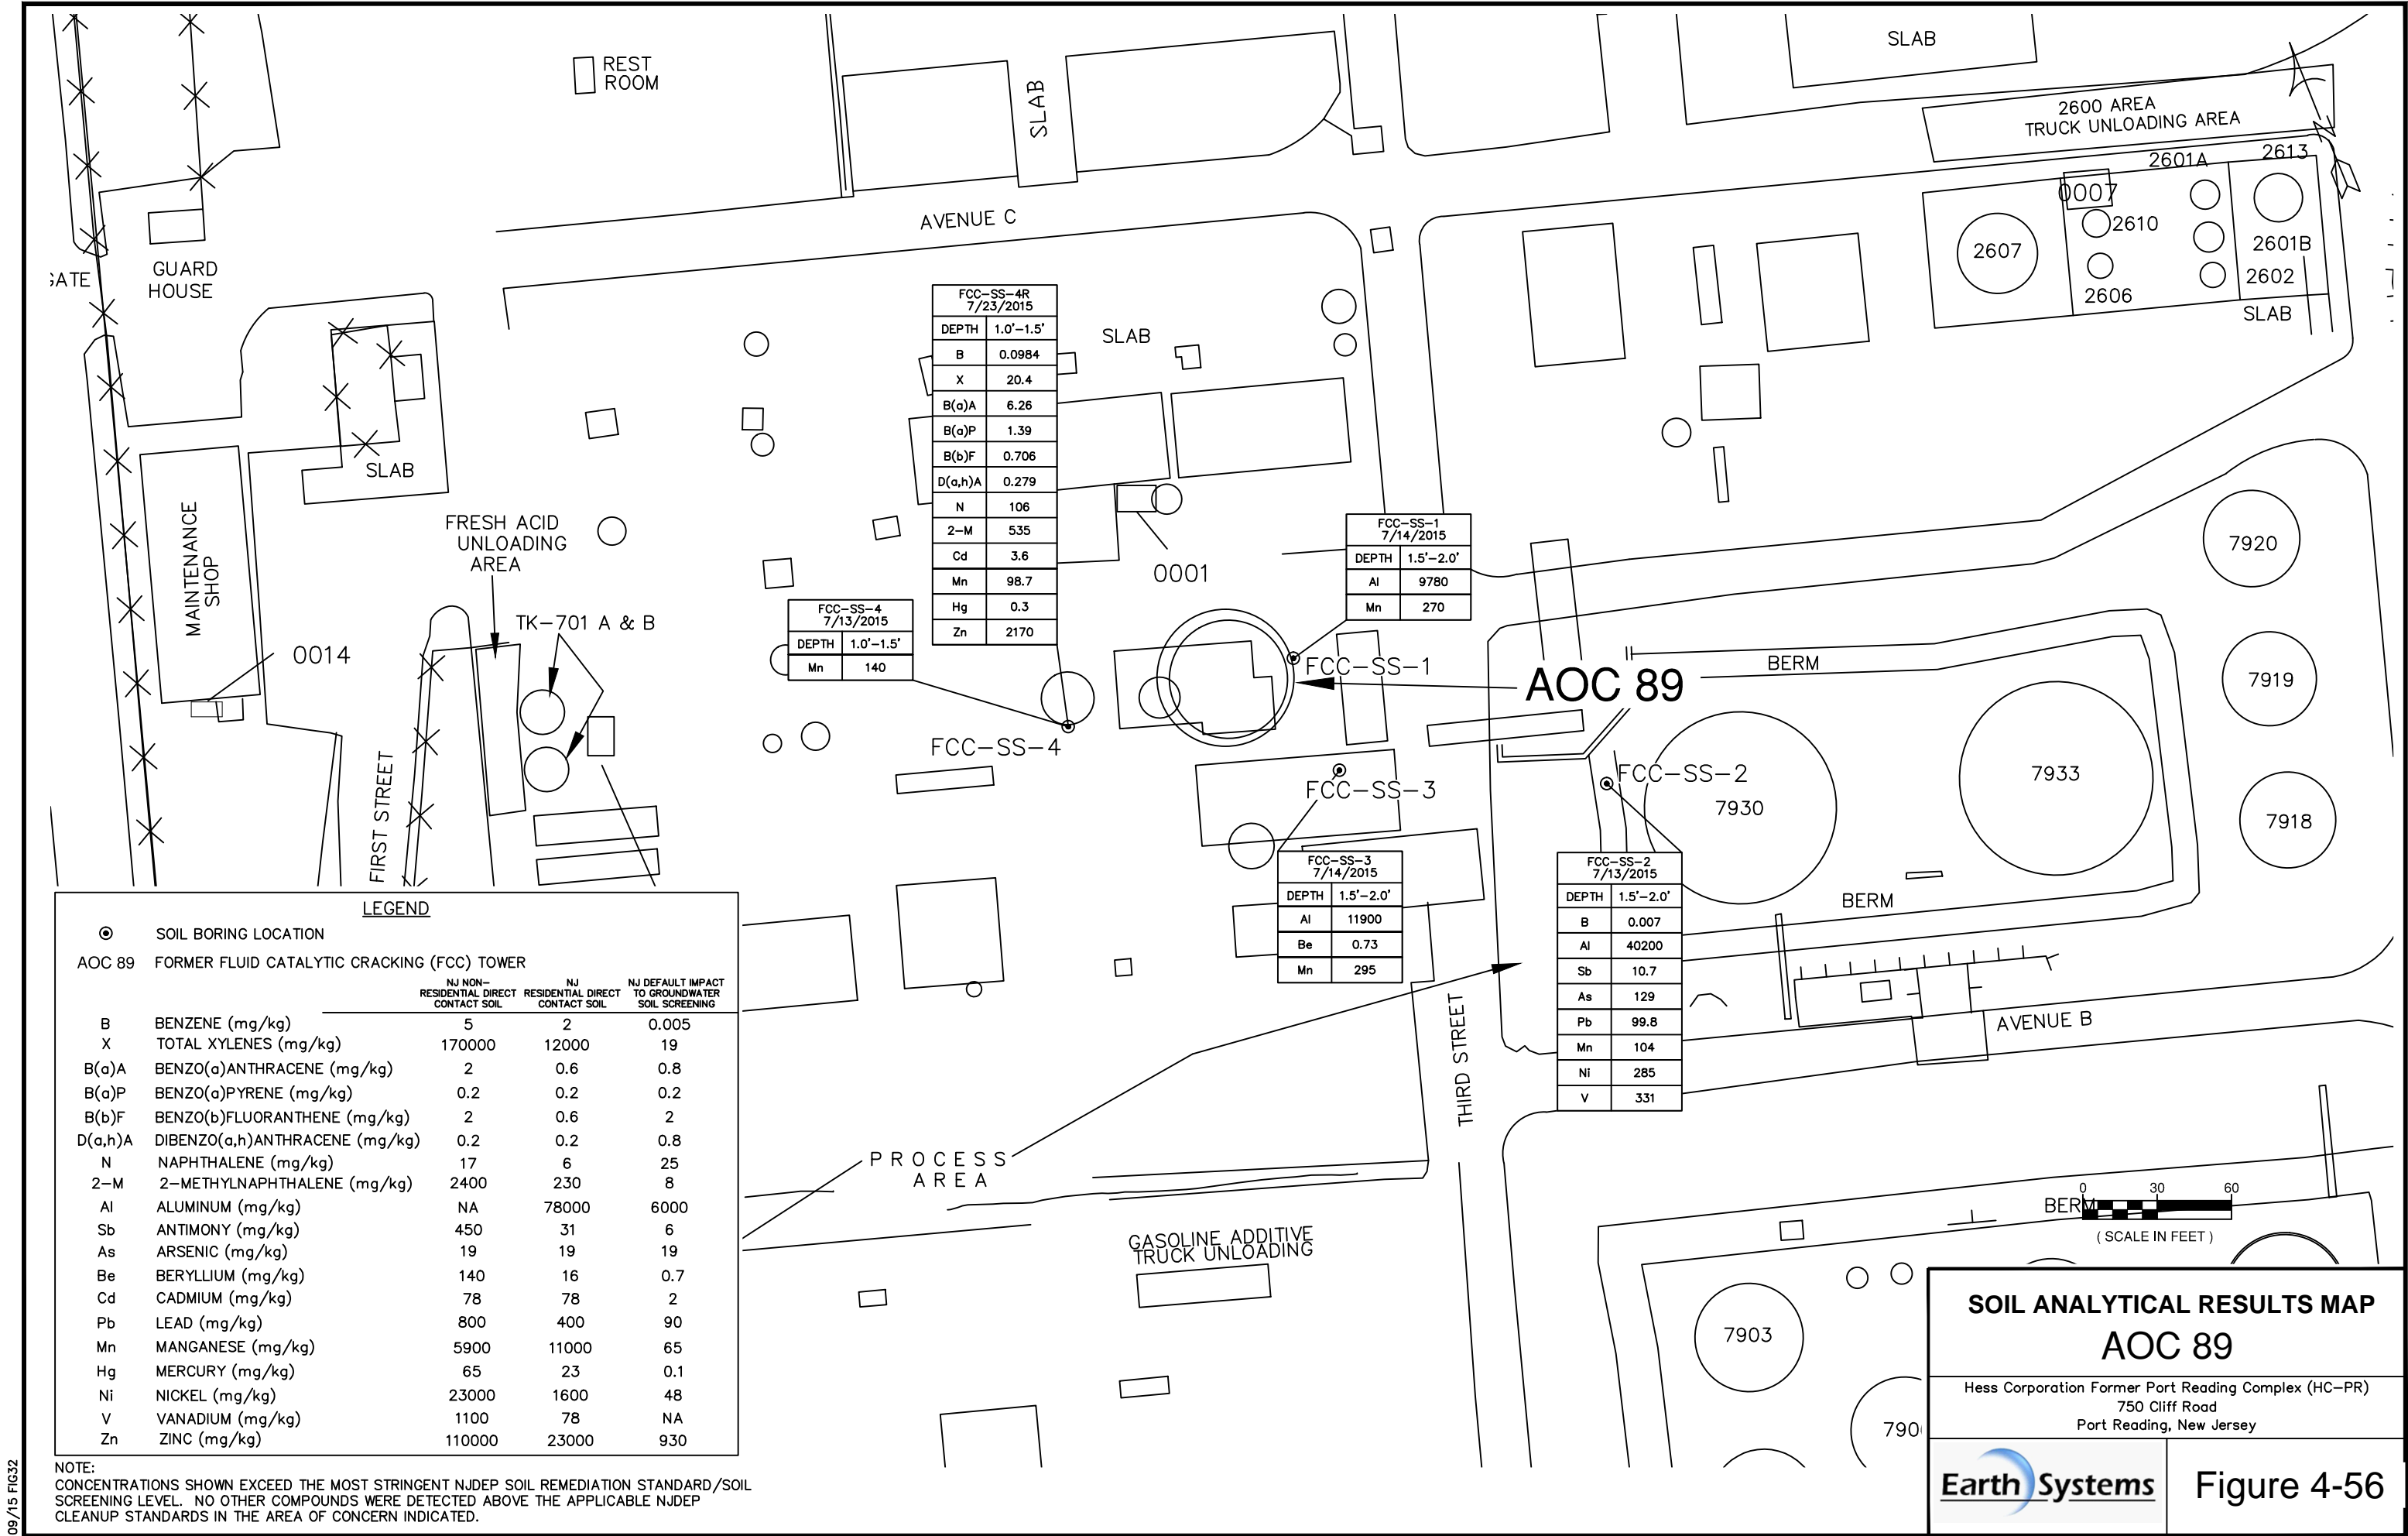 REST
ROOM
SLAB
SLAB
2600 AREA
TRUCK UNLOADING AREA
AVENUE C
2601A
2613
0007
2610
2607
2601B
2602
2606
SLAB
GUARD
HOUSE
SLAB
SLAB
MAINTENANCE
SHOP
0014
FRESH ACID
UNLOADING
AREA
TK-701 A & B
FIRST STREET
FCC-SS-4R
7/23/2015
DEPTH 1.0'-1.5'
B 0.0984
X 20.4
B(a)A 6.26
B(a)P 1.39
B(b)F 0.706
D(a,h)A 0.279
N 106
2-M 535
Cd 3.6
Mn 98.7
Hg 0.3
Zn 2170
FCC-SS-4
7/13/2015
DEPTH 1.0'-1.5'
Mn 140
0001
FCC-SS-1
7/14/2015
DEPTH 1.5'-2.0'
Al 9780
Mn 270
FCC-SS-1
FCC-SS-4
AOC 89
BERM
FCC-SS-3
FCC-SS-2
7930
7933
7920
7919
7918
FCC-SS-3
7/14/2015
DEPTH 1.5'-2.0'
Al 11900
Be 0.73
Mn 295
FCC-SS-2
7/13/2015
DEPTH 1.5'-2.0'
B 0.007
Al 40200
Sb 10.7
As 129
Pb 99.8
Mn 104
Ni 285
V 331
BERM
AVENUE B
THIRD STREET
PROCESS
AREA
GASOLINE ADDITIVE
TRUCK UNLOADING
BERM
0 30 60
( SCALE IN FEET )
7903
LEGEND
SOIL BORING LOCATION
AOC 89 FORMER FLUID CATALYTIC CRACKING (FCC) TOWER
NJ NON- NJ NJ DEFAULT IMPACT
RESIDENTIAL DIRECT RESIDENTIAL DIRECT TO GROUNDWATER
CONTACT SOIL CONTACT SOIL SOIL SCREENING
B BENZENE (mg/kg) 5 2 0.005
X TOTAL XYLENES (mg/kg) 170000 12000 19
B(a)A BENZO(a)ANTHRACENE (mg/kg) 2 0.6 0.8
B(a)P BENZO(a)PYRENE (mg/kg) 0.2 0.2 0.2
B(b)F BENZO(b)FLUORANTHENE (mg/kg) 2 0.6 2
D(a,h)A DIBENZO(a,h)ANTHRACENE (mg/kg) 0.2 0.2 0.8
N NAPHTHALENE (mg/kg) 17 6 25
2-M 2-METHYLNAPHTHALENE (mg/kg) 2400 230 8
Al ALUMINUM (mg/kg) NA 78000 6000
Sb ANTIMONY (mg/kg) 450 31 6
As ARSENIC (mg/kg) 19 19 19
Be BERYLLIUM (mg/kg) 140 16 0.7
Cd CADMIUM (mg/kg) 78 78 2
Pb LEAD (mg/kg) 800 400 90
Mn MANGANESE (mg/kg) 5900 11000 65
Hg MERCURY (mg/kg) 65 23 0.1
Ni NICKEL (mg/kg) 23000 1600 48
V VANADIUM (mg/kg) 1100 78 NA
Zn ZINC (mg/kg) 110000 23000 930
NOTE:
CONCENTRATIONS SHOWN EXCEED THE MOST STRINGENT NJDEP SOIL REMEDIATION STANDARD/SOIL
SCREENING LEVEL. NO OTHER COMPOUNDS WERE DETECTED ABOVE THE APPLICABLE NJDEP
CLEANUP STANDARDS IN THE AREA OF CONCERN INDICATED.
09/15 FIG32
SOIL ANALYTICAL RESULTS MAP
AOC 89
Hess Corporation Former Port Reading Complex (HC-PR)
750 Cliff Road
Port Reading, New Jersey
Earth Systems
Figure 4-56